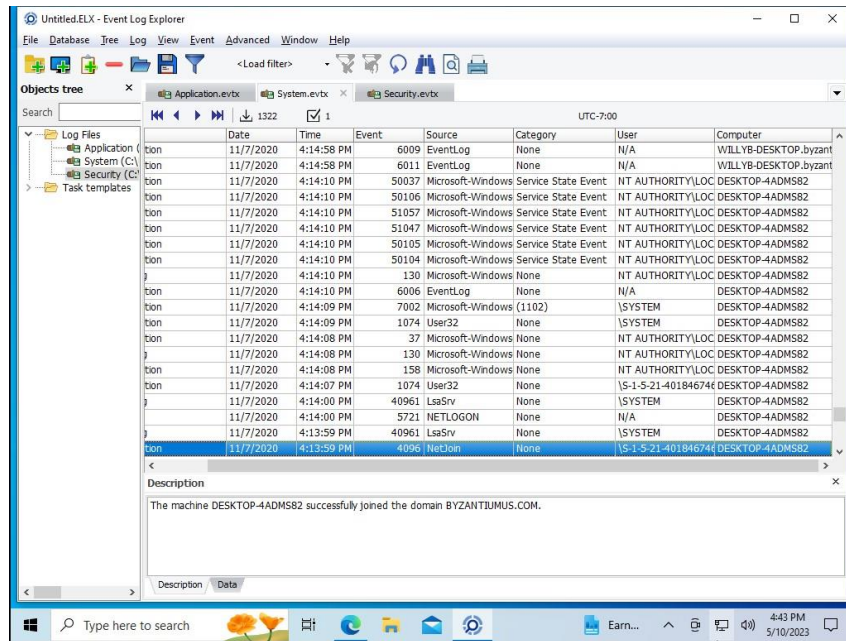 Untitled.ELX - Event Log Explorer
File Database Tree Log View Event Advanced Window Help
<Load filter>
Objects tree
Application.evtx System.evtx Security.evtx
Search
1322 1 UTC-7:00
Log Files
Application (
System (C:\
Security (C:\
Task templates
Date Time Event Source Category User Computer
tion 11/7/2020 4:14:58 PM 6009 EventLog None N/A WILLYB-DESKTOP.byzant
tion 11/7/2020 4:14:58 PM 6011 EventLog None N/A WILLYB-DESKTOP.byzant
tion 11/7/2020 4:14:10 PM 50037 Microsoft-Windows Service State Event NT AUTHORITY\LOC DESKTOP-4ADMS82
tion 11/7/2020 4:14:10 PM 50106 Microsoft-Windows Service State Event NT AUTHORITY\LOC DESKTOP-4ADMS82
tion 11/7/2020 4:14:10 PM 51057 Microsoft-Windows Service State Event NT AUTHORITY\LOC DESKTOP-4ADMS82
tion 11/7/2020 4:14:10 PM 51047 Microsoft-Windows Service State Event NT AUTHORITY\LOC DESKTOP-4ADMS82
tion 11/7/2020 4:14:10 PM 50105 Microsoft-Windows Service State Event NT AUTHORITY\LOC DESKTOP-4ADMS82
tion 11/7/2020 4:14:10 PM 50104 Microsoft-Windows Service State Event NT AUTHORITY\LOC DESKTOP-4ADMS82
11/7/2020 4:14:10 PM 130 Microsoft-Windows None NT AUTHORITY\LOC DESKTOP-4ADMS82
tion 11/7/2020 4:14:10 PM 6006 EventLog None N/A DESKTOP-4ADMS82
tion 11/7/2020 4:14:09 PM 7002 Microsoft-Windows (1102) \SYSTEM DESKTOP-4ADMS82
tion 11/7/2020 4:14:09 PM 1074 User32 None \SYSTEM DESKTOP-4ADMS82
tion 11/7/2020 4:14:08 PM 37 Microsoft-Windows None NT AUTHORITY\LOC DESKTOP-4ADMS82
11/7/2020 4:14:08 PM 130 Microsoft-Windows None NT AUTHORITY\LOC DESKTOP-4ADMS82
tion 11/7/2020 4:14:08 PM 158 Microsoft-Windows None NT AUTHORITY\LOC DESKTOP-4ADMS82
tion 11/7/2020 4:14:07 PM 1074 User32 None \S-1-5-21-401846746 DESKTOP-4ADMS82
11/7/2020 4:14:00 PM 40961 LsaSrv None \SYSTEM DESKTOP-4ADMS82
11/7/2020 4:14:00 PM 5721 NETLOGON None N/A DESKTOP-4ADMS82
11/7/2020 4:13:59 PM 40961 LsaSrv None \SYSTEM DESKTOP-4ADMS82
tion 11/7/2020 4:13:59 PM 4096 NetJoin None \S-1-5-21-401846746 DESKTOP-4ADMS82
Description
The machine DESKTOP-4ADMS82 successfully joined the domain BYZANTIUMUS.COM.
Description Data
Type here to search
Earn...
4:43 PM
5/10/2023